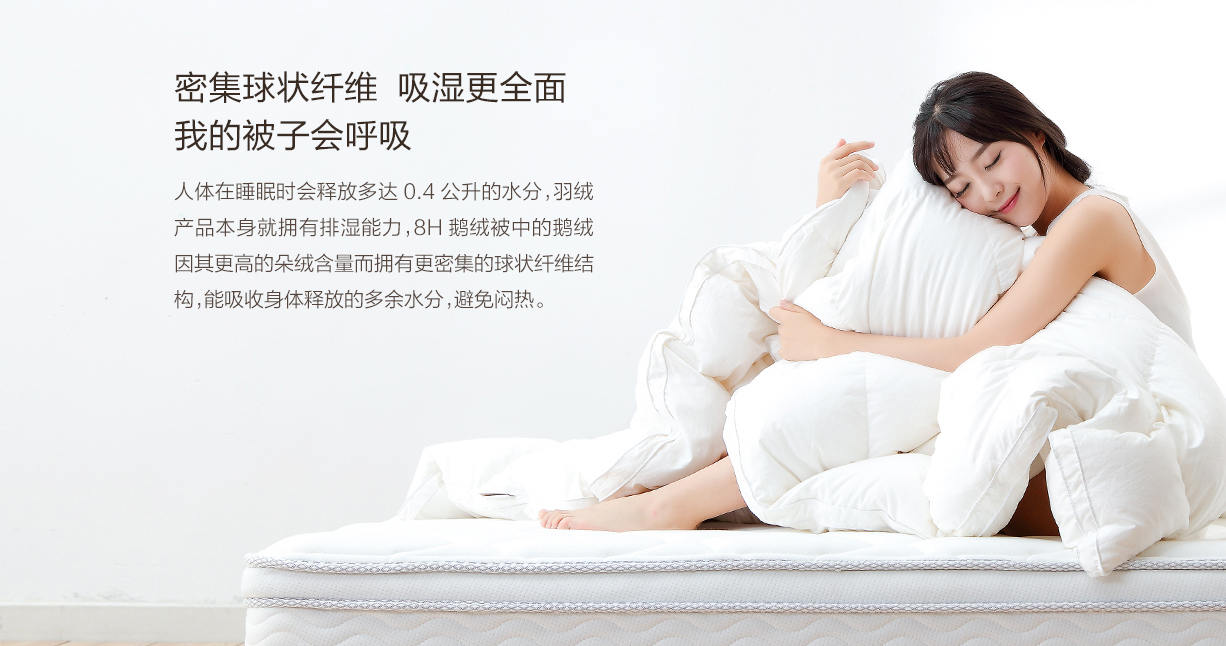 密集球状纤维 吸湿更全面
我的被子会呼吸
人体在睡眠时会释放多达 0.4 公升的水分,羽绒
产品本身就拥有排湿能力,8H 鹅绒被中的鹅绒
因其更高的朵绒含量而拥有更密集的球状纤维结
构,能吸收身体释放的多余水分,避免闷热。